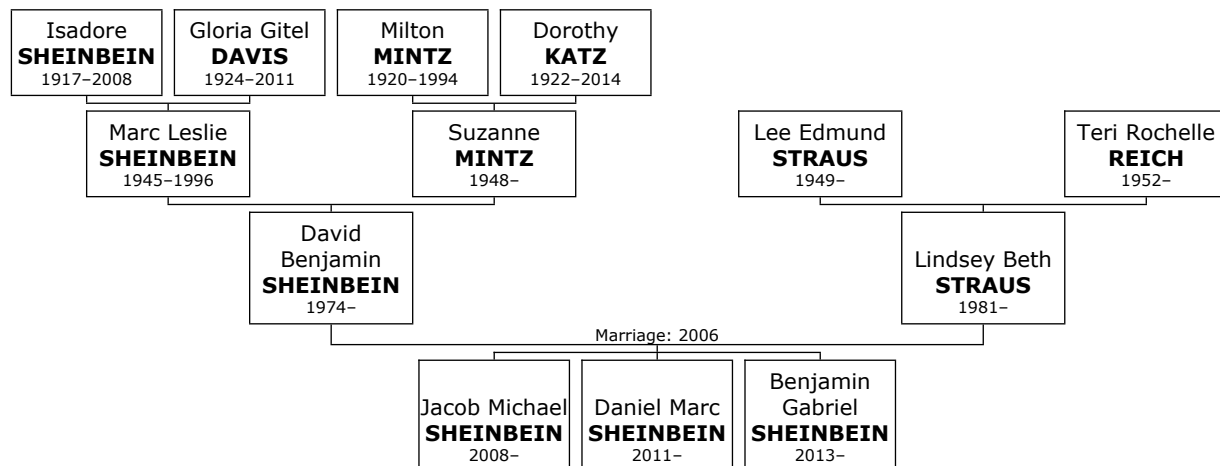 Isadore
SHEINBEIN
1917–2008
Gloria Gitel
DAVIS
1924–2011
Milton
MINTZ
1920–1994
Dorothy
KATZ
1922–2014
Marc Leslie
SHEINBEIN
1945–1996
Suzanne
MINTZ
1948–
Lee Edmund
STRAUS
1949–
Teri Rochelle
REICH
1952–
David
Benjamin
SHEINBEIN
1974–
Lindsey Beth
STRAUS
1981–
Marriage: 2006
Jacob Michael
SHEINBEIN
2008–
Daniel Marc
SHEINBEIN
2011–
Benjamin
Gabriel
SHEINBEIN
2013–